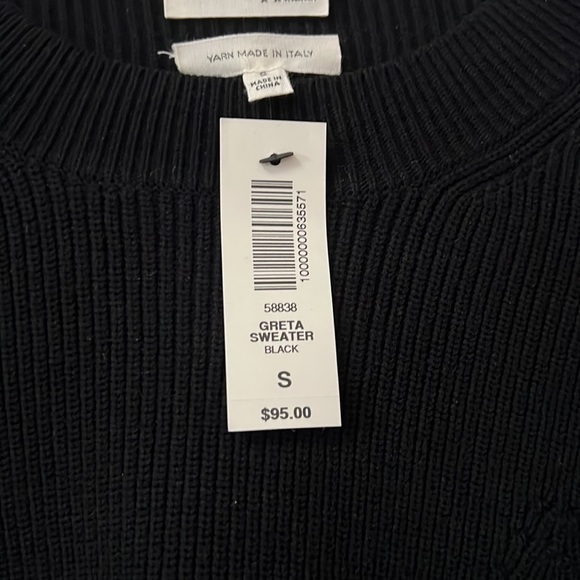 YARN MADE IN ITALY
S
MADE IN
CHINA
10000000635571
58838
GRETA
SWEATER
BLACK
S
$95.00